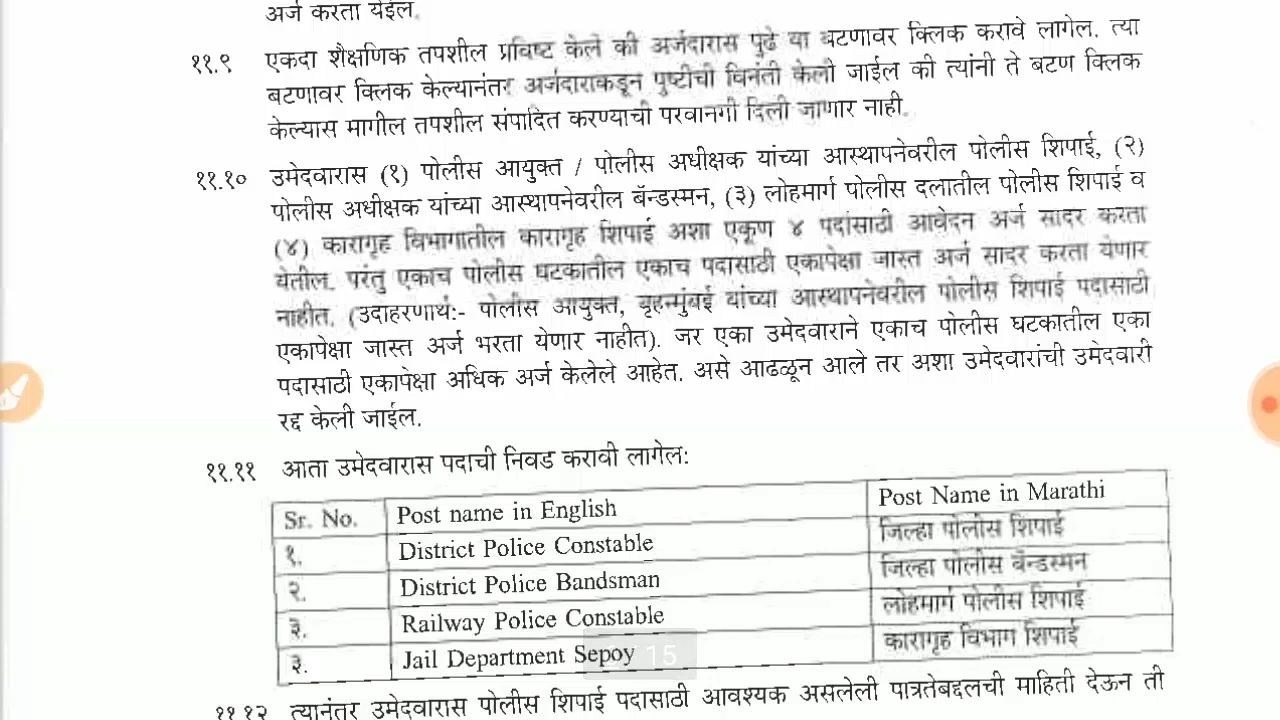 अर्ज करता येईल.
११.९ एकदा शैक्षणिक तपशील प्रविष्ट केले की अर्जदारास पुढे या बटणावर क्लिक करावे लागेल. त्या
बटणावर क्लिक केल्यानंतर अर्जदाराकडून पुष्टीची विनंती केली जाईल की त्यांनी ते बटण क्लिक
केल्यास मागील तपशील संपादित करण्याची परवानगी दिली जाणार नाही.
११.१० उमेदवारास (१) पोलीस आयुक्त / पोलीस अधीक्षक यांच्या आस्थापनेवरील पोलीस शिपाई, (२)
पोलीस अधीक्षक यांच्या आस्थापनेवरील बॅन्डस्मन, (३) लोहमार्ग पोलीस दलातील पोलीस शिपाई व
(४) कारागृह विभागातील कारागृह शिपाई अशा एकूण ४ पदांसाठी आवेदन अर्ज सादर करता
येतील. परंतु एकाच पोलीस घटकातील एकाच पदासाठी एकापेक्षा जास्त अर्ज सादर करता येणार
नाहीत. (उदाहरणार्थ:- पोलीस आयुक्त, बृहन्मुंबई यांच्या आस्थापनेवरील पोलीस शिपाई पदासाठी
एकापेक्षा जास्त अर्ज भरता येणार नाहीत). जर एका उमेदवाराने एकाच पोलीस घटकातील एका
पदासाठी एकापेक्षा अधिक अर्ज केलेले आहेत. असे आढळून आले तर अशा उमेदवारांची उमेदवारी
रद्द केली जाईल.
११.११ आता उमेदवारास पदाची निवड करावी लागेल:
Sr. No. Post name in English Post Name in Marathi
१. District Police Constable जिल्हा पोलीस शिपाई
२. District Police Bandsman जिल्हा पोलीस बॅन्डस्मन
३. Railway Police Constable लोहमार्ग पोलीस शिपाई
३. Jail Department Sepoy कारागृह विभाग शिपाई
15
११.१२ त्यानंतर उमेदवारास पोलीस शिपाई पदासाठी आवश्यक असलेली पात्रतेबद्दलची माहिती देऊन ती